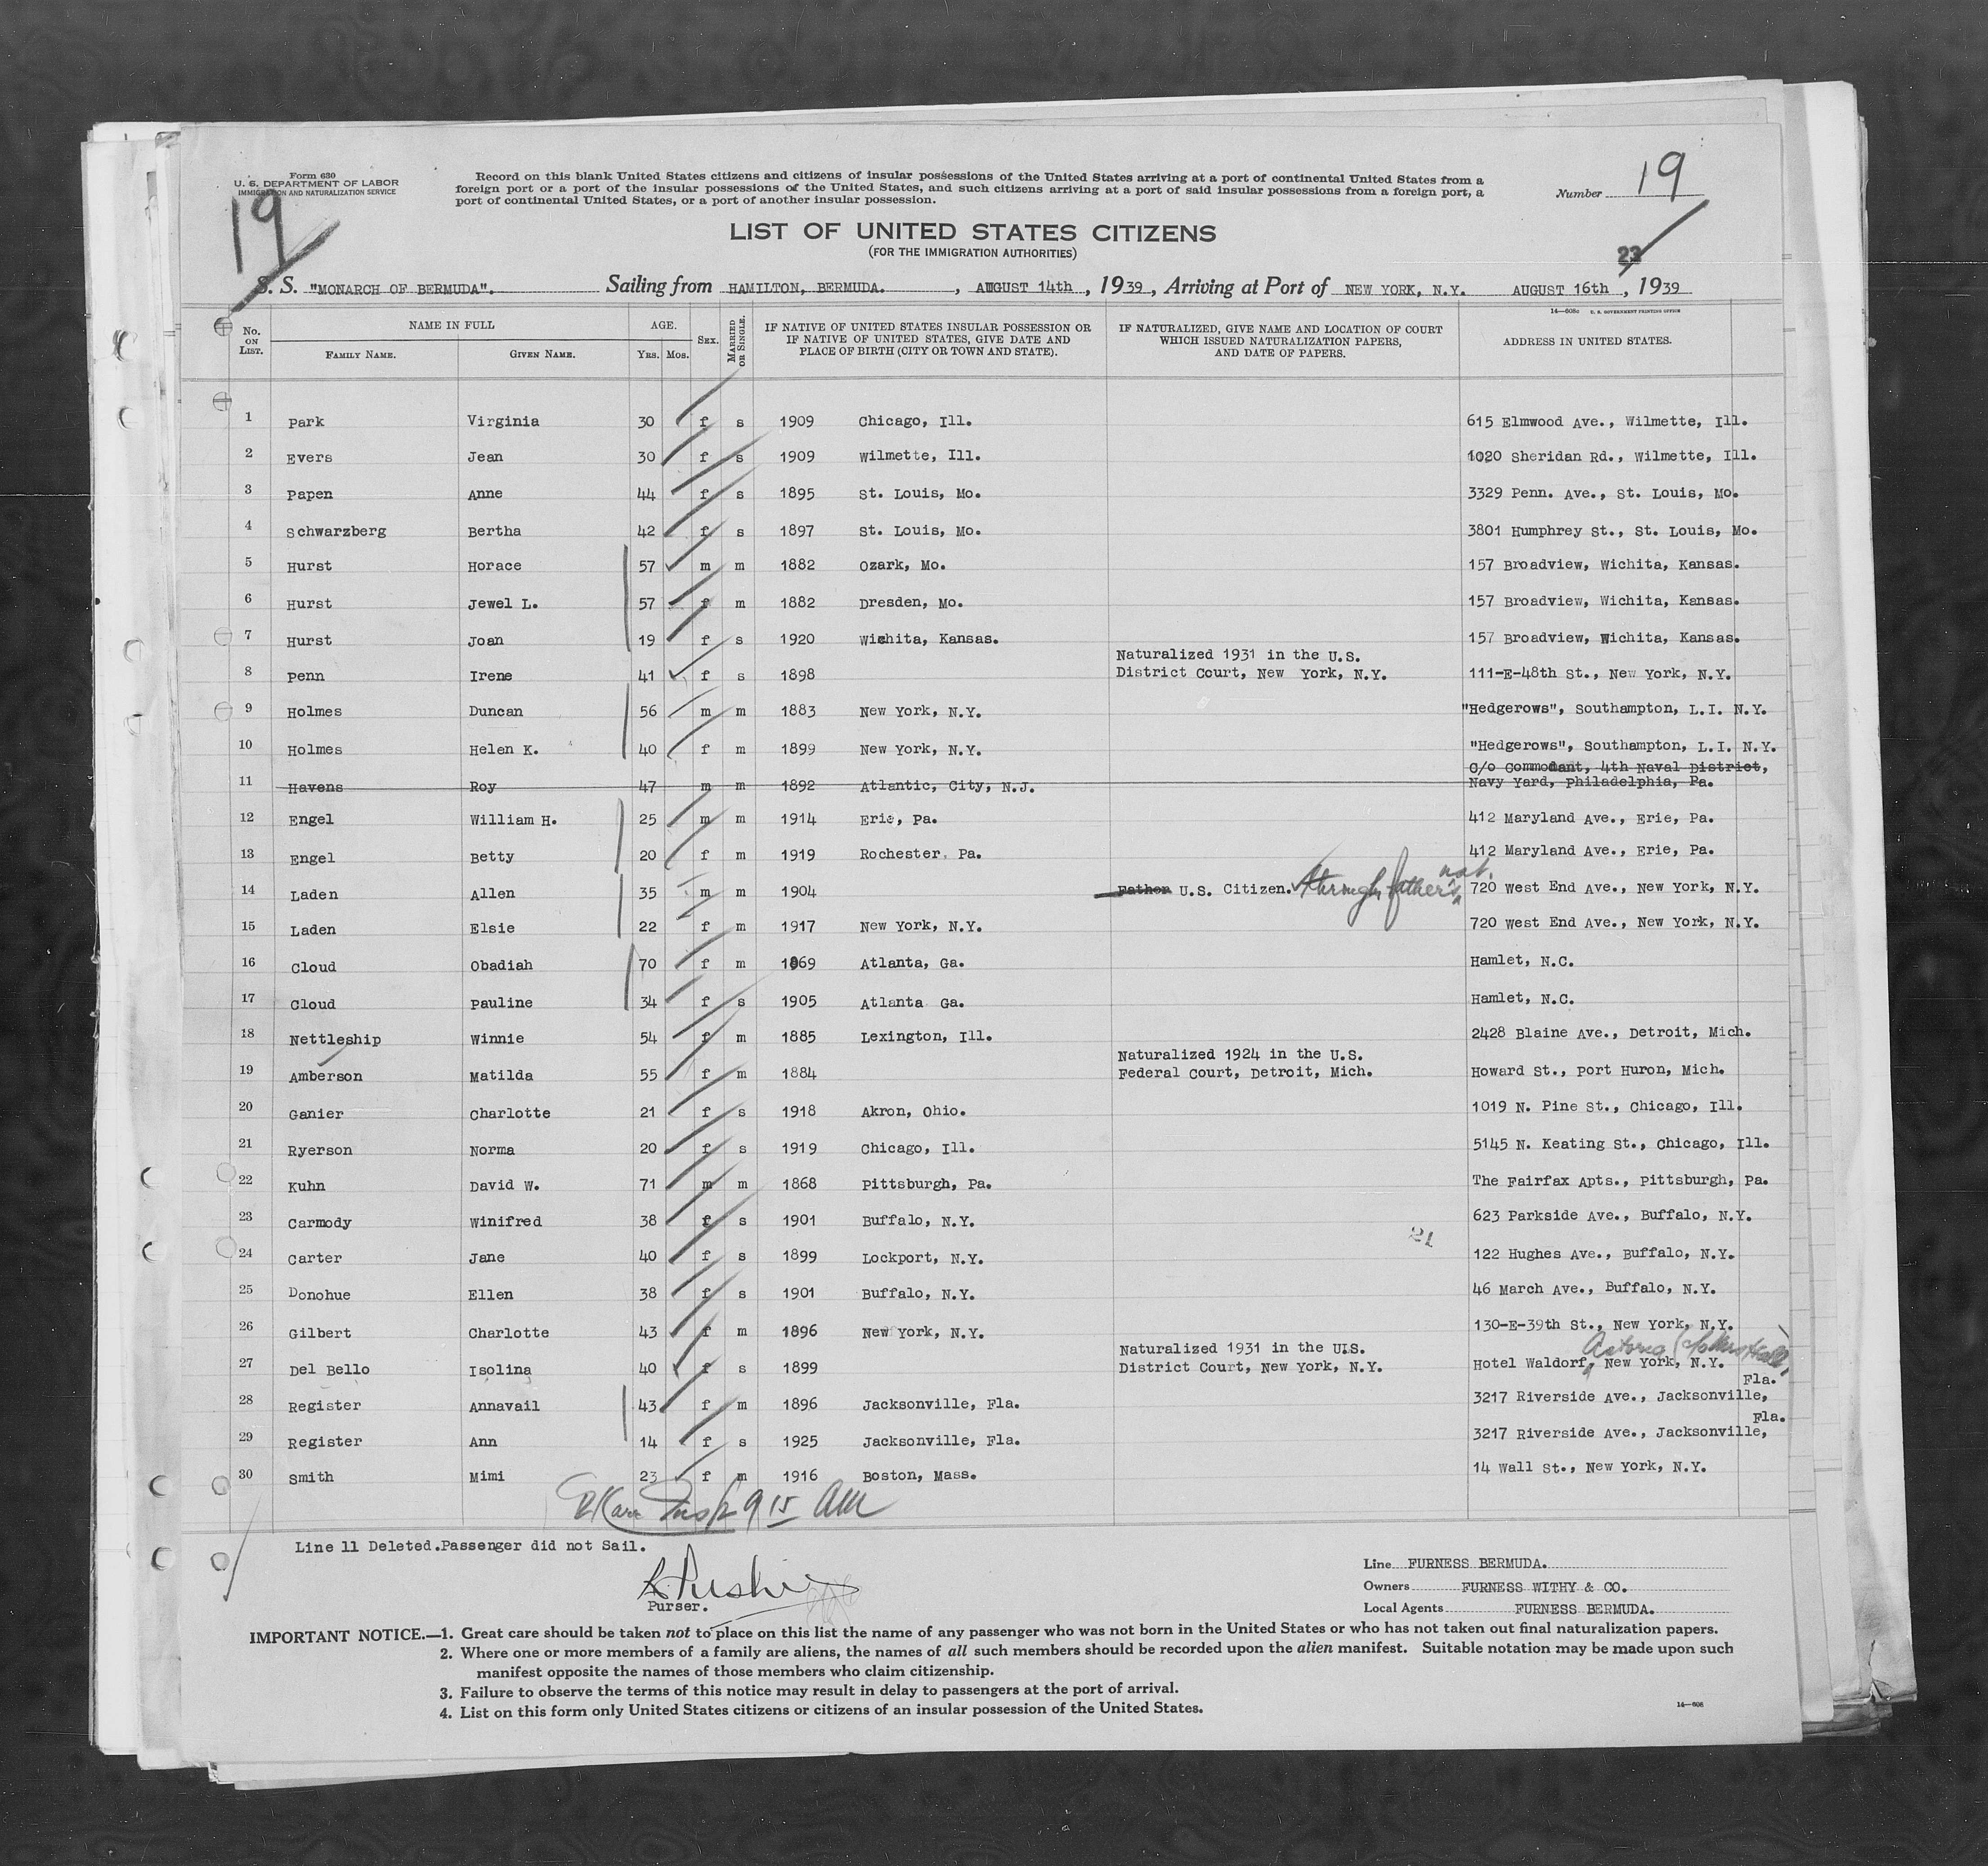 Form 630
U. S. DEPARTMENT OF LABOR
IMMIGRATION AND NATURALIZATION SERVICE
19
Record on this blank United States citizens and citizens of insular possessions of the United States arriving at a port of continental United States from a
foreign port or a port of the insular possessions of the United States, and such citizens arriving at a port of said insular possessions from a foreign port, a
port of continental United States, or a port of another insular possession.
Number 19
LIST OF UNITED STATES CITIZENS
(FOR THE IMMIGRATION AUTHORITIES)
23
S. S. "MONARCH OF BERMUDA". Sailing from HAMILTON, BERMUDA. , AUGUST 14th , 1939 , Arriving at Port of NEW YORK, N.Y. AUGUST 16th , 1939
14—608c U. S. GOVERNMENT PRINTING OFFICE
No. ON LIST. NAME IN FULL AGE. SEX. MARRIED OR SINGLE. IF NATIVE OF UNITED STATES INSULAR POSSESSION OR IF NATIVE OF UNITED STATES, GIVE DATE AND PLACE OF BIRTH (CITY OR TOWN AND STATE). IF NATURALIZED, GIVE NAME AND LOCATION OF COURT WHICH ISSUED NATURALIZATION PAPERS, AND DATE OF PAPERS. ADDRESS IN UNITED STATES.
FAMILY NAME. GIVEN NAME. YRS. MOS.
1 Park Virginia 30 f s 1909 Chicago, Ill. 615 Elmwood Ave., Wilmette, Ill.
2 Evers Jean 30 f s 1909 Wilmette, Ill. 1020 Sheridan Rd., Wilmette, Ill.
3 Papen Anne 44 f s 1895 St. Louis, Mo. 3329 Penn. Ave., St. Louis, Mo.
4 Schwarzberg Bertha 42 f s 1897 St. Louis, Mo. 3801 Humphrey St., St. Louis, Mo.
5 Hurst Horace 57 m m 1882 Ozark, Mo. 157 Broadview, Wichita, Kansas.
6 Hurst Jewel L. 57 f m 1882 Dresden, Mo. 157 Broadview, Wichita, Kansas.
7 Hurst Joan 19 f s 1920 Wichita, Kansas. 157 Broadview, Wichita, Kansas.
Naturalized 1931 in the U.S.
8 Penn Irene 41 f s 1898 District Court, New York, N.Y. 111-E-48th St., New York, N.Y.
9 Holmes Duncan 56 m m 1883 New York, N.Y. "Hedgerows", Southampton, L.I. N.Y.
10 Holmes Helen K. 40 f m 1899 New York, N.Y. "Hedgerows", Southampton, L.I. N.Y.
C/o Commodant, 4th Naval District,
11 Havens Roy 47 m m 1892 Atlantic, City, N.J. Navy Yard, Philadelphia, Pa.
12 Engel William H. 25 m m 1914 Erie, Pa. 412 Maryland Ave., Erie, Pa.
13 Engel Betty 20 f m 1919 Rochester. Pa. 412 Maryland Ave., Erie, Pa.
14 Laden Allen 35 m m 1904 Father U.S. Citizen. through father's nat. 720 West End Ave., New York, N.Y.
15 Laden Elsie 22 f m 1917 New York, N.Y. 720 West End Ave., New York, N.Y.
16 Cloud Obadiah 70 f m 1869 Atlanta, Ga. Hamlet, N.C.
17 Cloud Pauline 34 f s 1905 Atlanta Ga. Hamlet, N.C.
18 Nettleship Winnie 54 f m 1885 Lexington, Ill. 2428 Blaine Ave., Detroit, Mich.
Naturalized 1924 in the U.S.
19 Amberson Matilda 55 f m 1884 Federal Court, Detroit, Mich. Howard St., Port Huron, Mich.
20 Ganier Charlotte 21 f s 1918 Akron, Ohio. 1019 N. Pine St., Chicago, Ill.
21 Ryerson Norma 20 f s 1919 Chicago, Ill. 5145 N. Keating St., Chicago, Ill.
22 Kuhn David W. 71 m m 1868 Pittsburgh, Pa. The Fairfax Apts., Pittsburgh, Pa.
23 Carmody Winifred 38 f s 1901 Buffalo, N.Y. 623 Parkside Ave., Buffalo, N.Y.
21
24 Carter Jane 40 f s 1899 Lockport, N.Y. 122 Hughes Ave., Buffalo, N.Y.
25 Donohue Ellen 38 f s 1901 Buffalo, N.Y. 46 March Ave., Buffalo, N.Y.
26 Gilbert Charlotte 43 f m 1896 New York, N.Y. 130-E-39th St., New York, N.Y.
Naturalized 1931 in the U.S. Astoria
27 Del Bello Isolina 40 f s 1899 District Court, New York, N.Y. Hotel Waldorf, New York, N.Y.
Fla.
28 Register Annavail 43 f m 1896 Jacksonville, Fla. 3217 Riverside Ave., Jacksonville,
Fla.
29 Register Ann 14 f s 1925 Jacksonville, Fla. 3217 Riverside Ave., Jacksonville,
30 Smith Mimi 23 f m 1916 Boston, Mass. 14 Wall St., New York, N.Y.
Insp 9 15 AM
Line 11 Deleted.Passenger did not Sail.
Purser.
Line FURNESS BERMUDA.
Owners FURNESS WITHY & CO.
Local Agents FURNESS BERMUDA.
IMPORTANT NOTICE.—1. Great care should be taken not to place on this list the name of any passenger who was not born in the United States or who has not taken out final naturalization papers.
2. Where one or more members of a family are aliens, the names of all such members should be recorded upon the alien manifest. Suitable notation may be made upon such
manifest opposite the names of those members who claim citizenship.
3. Failure to observe the terms of this notice may result in delay to passengers at the port of arrival.
4. List on this form only United States citizens or citizens of an insular possession of the United States.
14—608